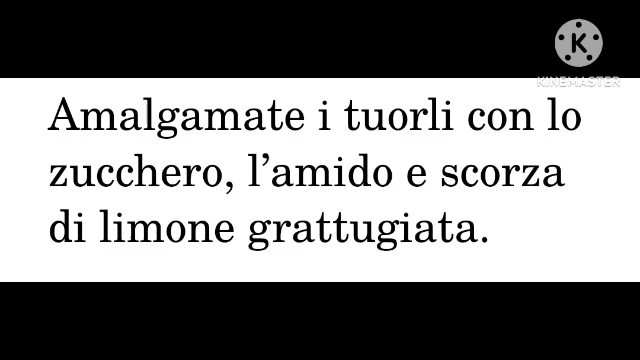 KINEMASTER
Amalgamate i tuorli con lo
zucchero, l’amido e scorza
di limone grattugiata.